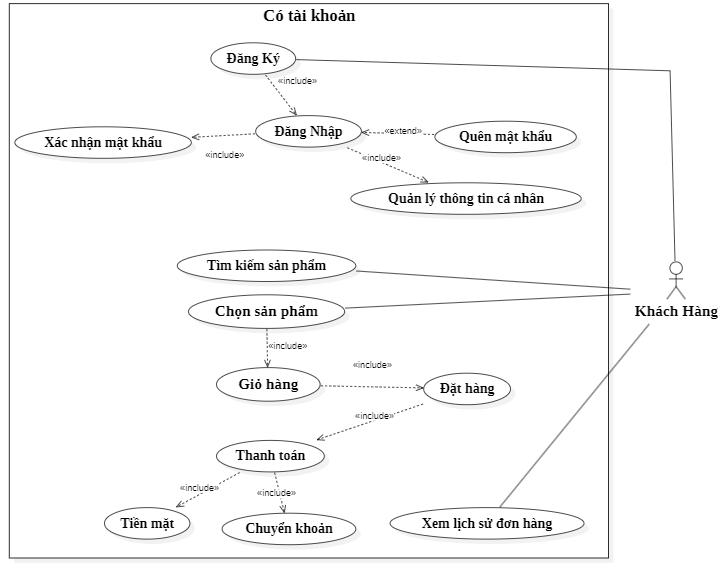 Có tài khoản
Đăng Ký
«include»
Đăng Nhập
«extend»
Quên mật khẩu
Xác nhận mật khẩu
«include»
«include»
Quản lý thông tin cá nhân
Tìm kiếm sản phẩm
Chọn sản phẩm
Khách Hàng
«include»
«include»
Giỏ hàng
Đặt hàng
«include»
Thanh toán
«include»
«include»
Tiền mặt
Chuyển khoản
Xem lịch sử đơn hàng